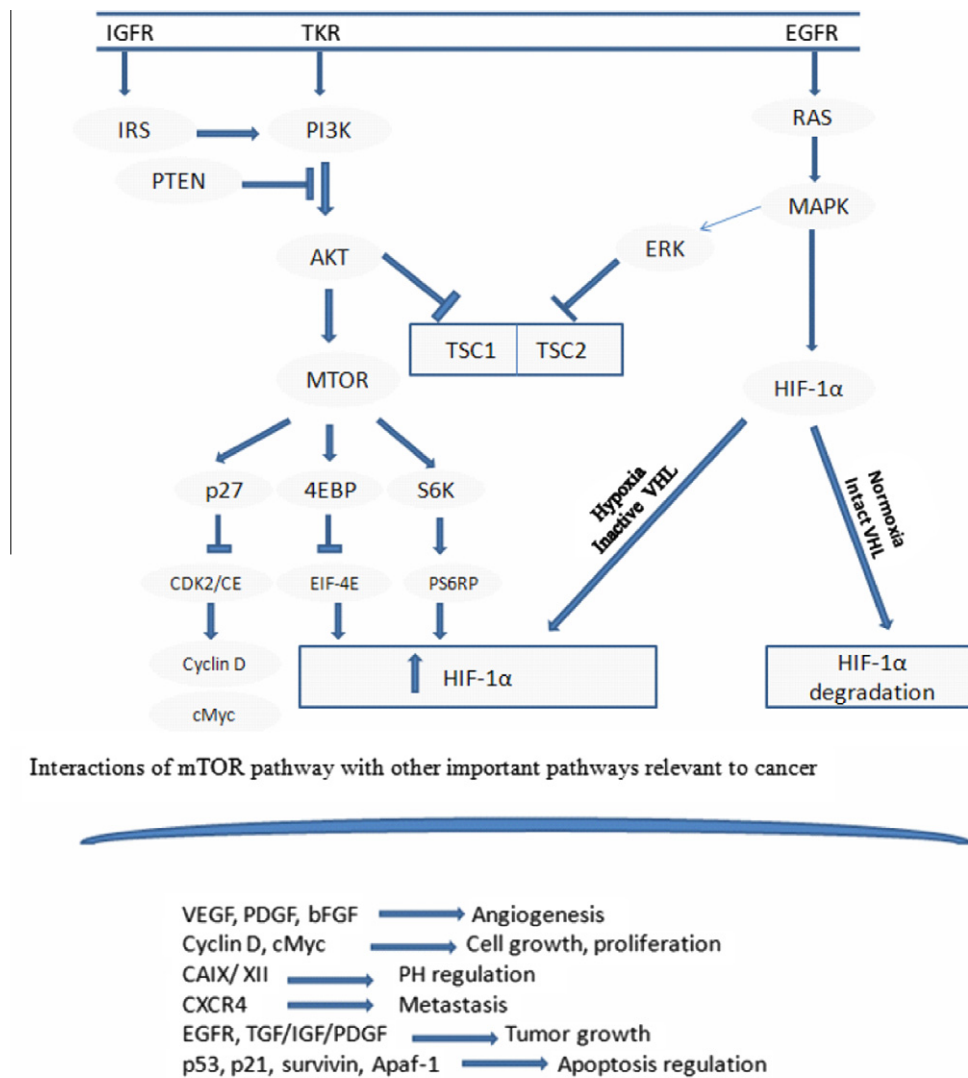 IGFR TKR EGFR
IRS PI3K RAS
PTEN MAPK
AKT ERK
TSC1 TSC2
MTOR HIF-1α
p27 4EBP S6K
Hypoxia
Inactive VHL
Normoxia
Intact VHL
CDK2/CE EIF-4E PS6RP
Cyclin D
HIF-1α
HIF-1α
degradation
cMyc
Interactions of mTOR pathway with other important pathways relevant to cancer
VEGF, PDGF, bFGF Angiogenesis
Cyclin D, cMyc Cell growth, proliferation
CAIX/ XII PH regulation
CXCR4 Metastasis
EGFR, TGF/IGF/PDGF Tumor growth
p53, p21, survivin, Apaf-1 Apoptosis regulation